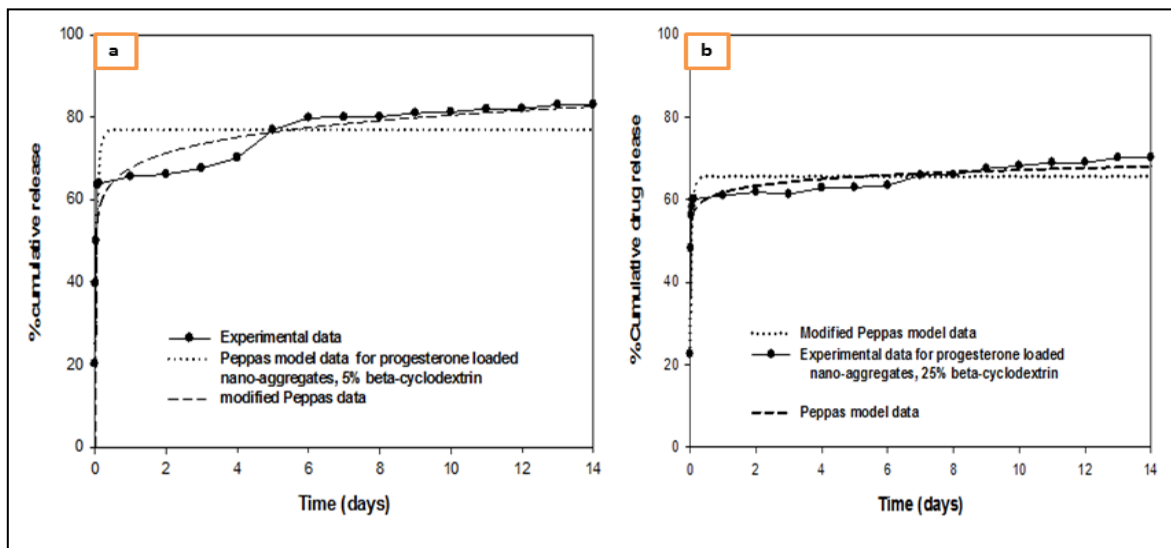 a
100
80
60
40
20
0
%cumulative release
Experimental data
Peppas model data for progesterone loaded
nano-aggregates, 5% beta-cyclodextrin
modified Peppas data
0 2 4 6 8 10 12 14
Time (days)
b
100
80
60
40
20
0
%Cumulative drug release
Modified Peppas model data
Experimental data for progesterone loaded
nano-aggregates, 25% beta-cyclodextrin
Peppas model data
0 2 4 6 8 10 12 14
Time (days)